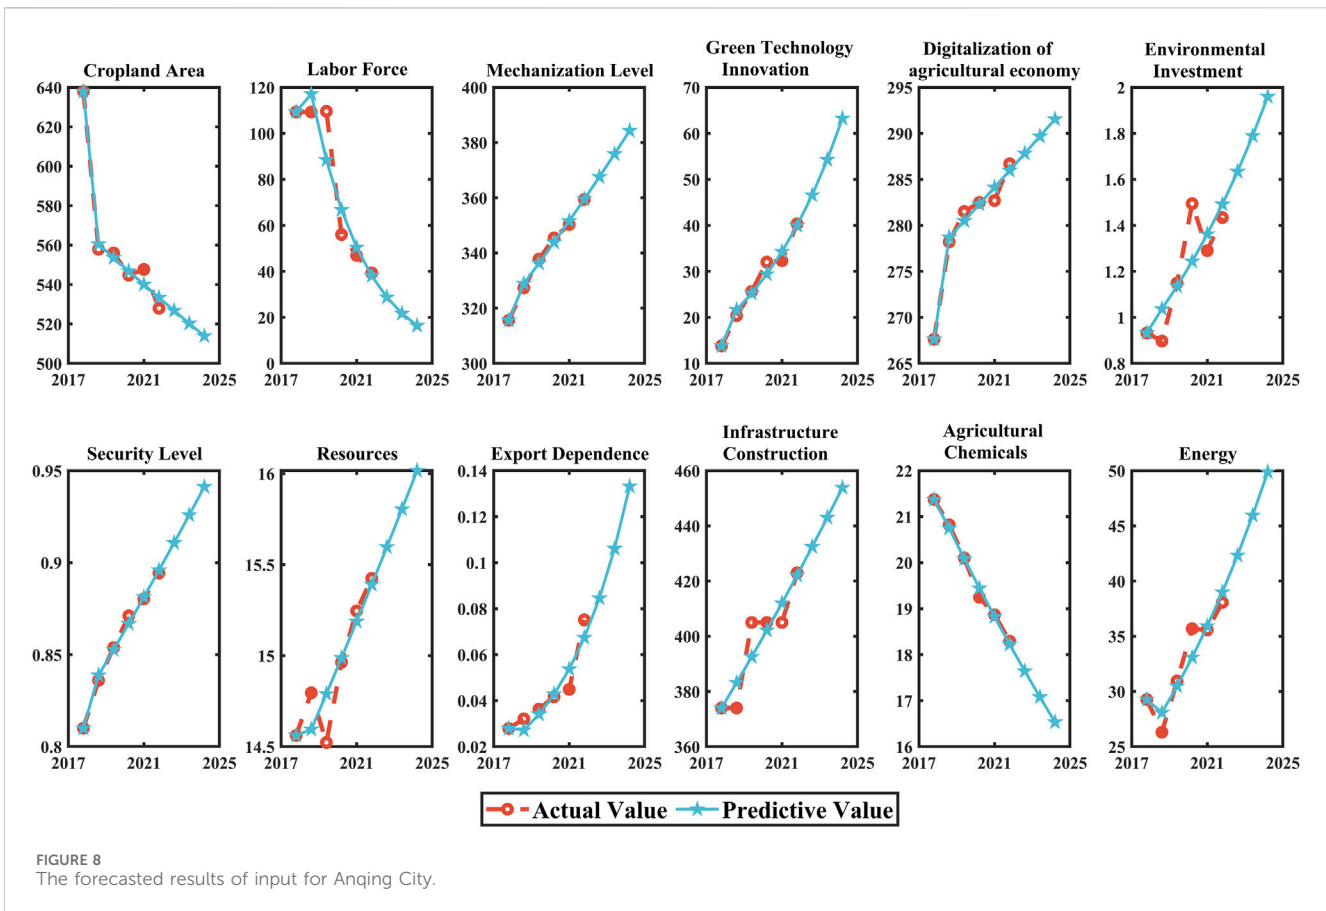 Cropland Area
640
620
600
580
560
540
520
500
2017 2021 2025
Labor Force
120
100
80
60
40
20
0
2017 2021 2025
Mechanization Level
400
380
360
340
320
300
2017 2021 2025
Green Technology
Innovation
70
60
50
40
30
20
10
2017 2021 2025
Digitalization of
agricultural economy
295
290
285
280
275
270
265
2017 2021 2025
Environmental
Investment
2
1.8
1.6
1.4
1.2
1
0.8
2017 2021 2025
Security Level
0.95
0.9
0.85
0.8
2017 2021 2025
Resources
16
15.5
15
14.5
2017 2021 2025
Export Dependence
0.14
0.12
0.1
0.08
0.06
0.04
0.02
2017 2021 2025
Infrastructure
Construction
460
440
420
400
380
360
2017 2021 2025
Agricultural
Chemicals
22
21
20
19
18
17
16
2017 2021 2025
Energy
50
45
40
35
30
25
2017 2021 2025
Actual Value Predictive Value
FIGURE 8
The forecasted results of input for Anqing City.